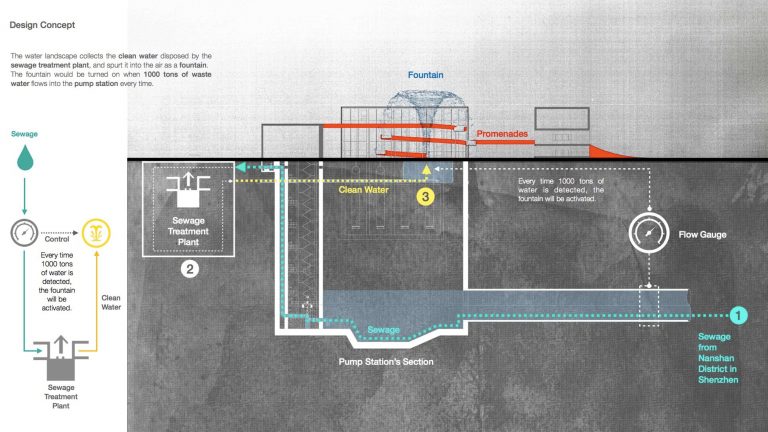 Design Concept
The water landscape collects the clean water disposed by the
sewage treatment plant, and spurt it into the air as a fountain.
The fountain would be turned on when 1000 tons of waste
water flows into the pump station every time.
Sewage
Control
Every time
1000 tons
of water is
detected,
the fountain
will be
activated.
Clean
Water
Sewage
Treatment
Plant
Fountain
Promenades
Sewage
Treatment
Plant
2
Clean Water
3
Every time 1000 tons of
water is detected, the
fountain will be activated.
Flow Gauge
Sewage
1
Pump Station's Section
Sewage
from
Nanshan
District in
Shenzhen